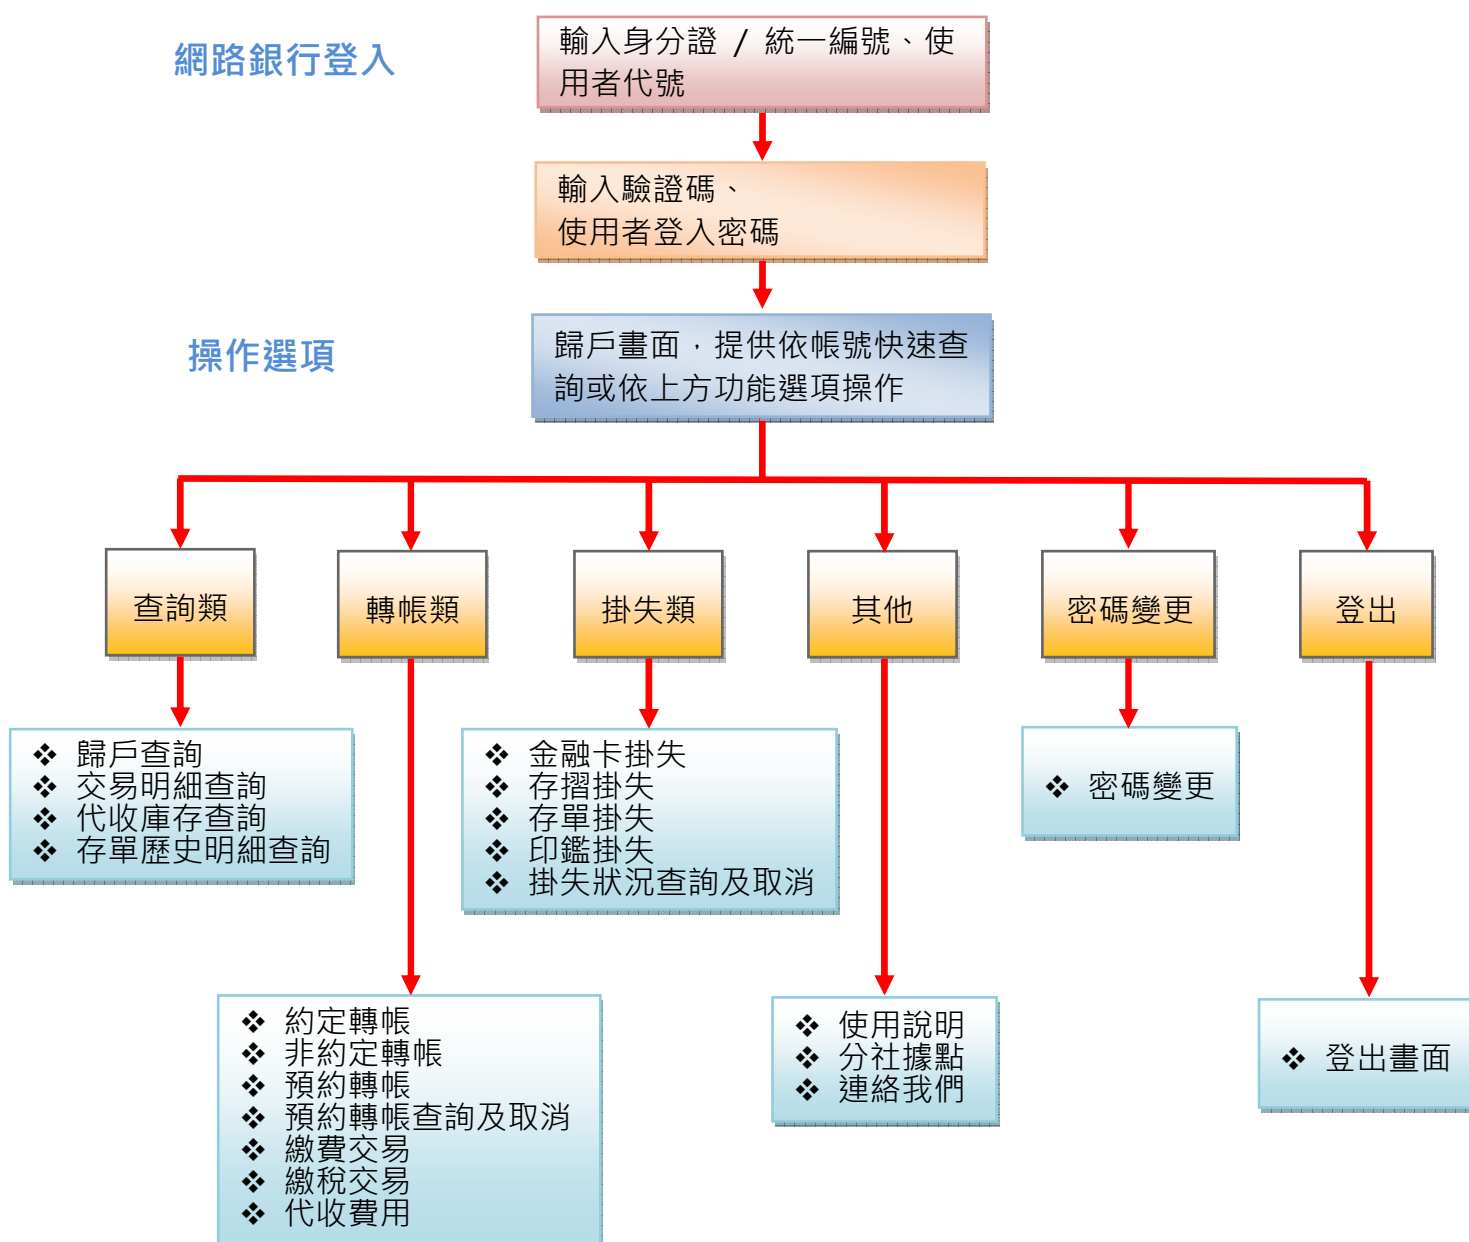 網路銀行登入
輸入身分證 / 統一編號、使
用者代號
輸入驗證碼、
使用者登入密碼
操作選項
歸戶畫面，提供依帳號快速查
詢或依上方功能選項操作
查詢類
轉帳類
掛失類
其他
密碼變更
登出
❖ 歸戶查詢
❖ 交易明細查詢
❖ 代收庫存查詢
❖ 存單歷史明細查詢
❖ 金融卡掛失
❖ 存摺掛失
❖ 存單掛失
❖ 印鑑掛失
❖ 掛失狀況查詢及取消
❖ 密碼變更
❖ 約定轉帳
❖ 非約定轉帳
❖ 預約轉帳
❖ 預約轉帳查詢及取消
❖ 繳費交易
❖ 繳稅交易
❖ 代收費用
❖ 使用說明
❖ 分社據點
❖ 連絡我們
❖ 登出畫面